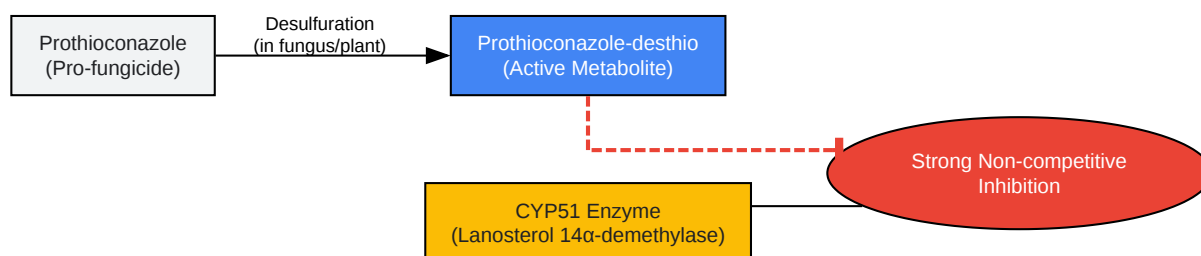 Prothioconazole
(Pro-fungicide)
Desulfuration
(in fungus/plant)
Prothioconazole-desthio
(Active Metabolite)
Strong Non-competitive
Inhibition
CYP51 Enzyme
(Lanosterol 14α-demethylase)